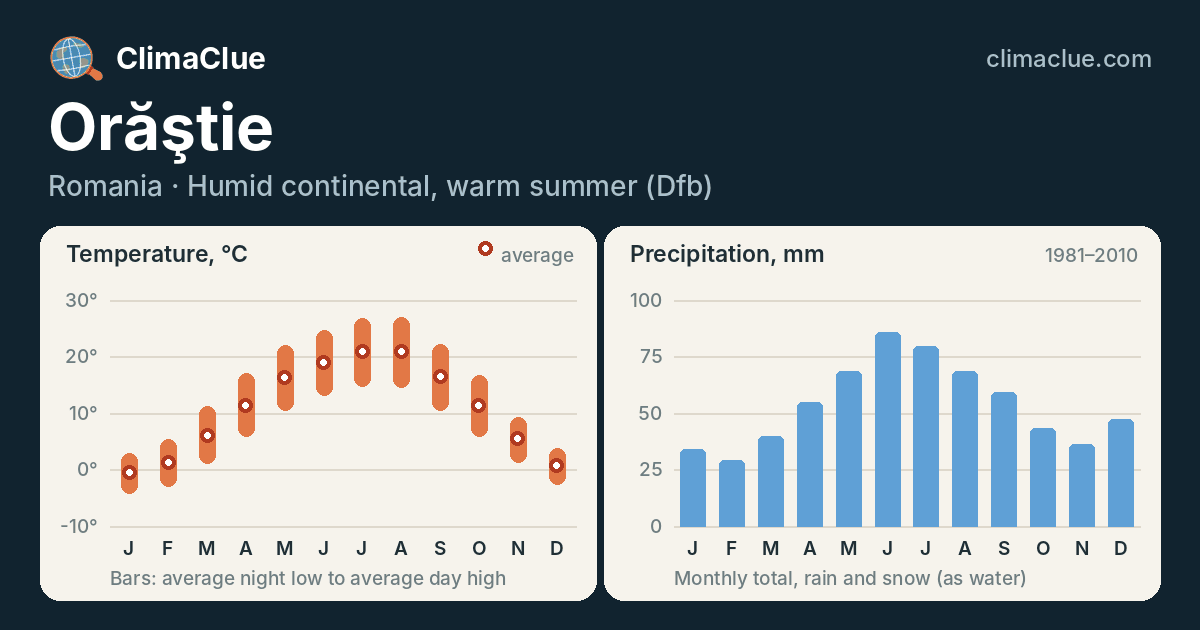 ClimaClue
climaclue.com
Orăştie
Romania · Humid continental, warm summer (Dfb)
Temperature, °C
average
30°
20°
10°
0°
-10°
J F M A M J J A S O N D
Bars: average night low to average day high
Precipitation, mm
1981–2010
100
75
50
25
0
J F M A M J J A S O N D
Monthly total, rain and snow (as water)